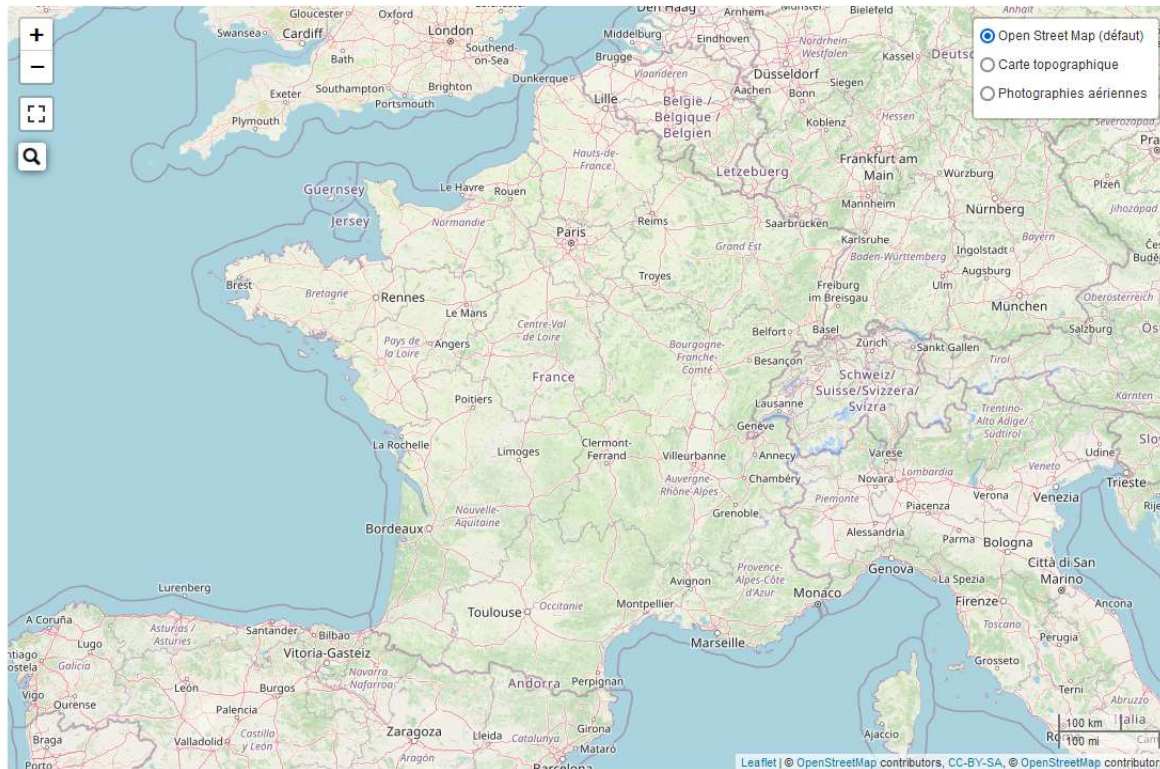 Gloucester
Oxford
Swansea
Cardiff
London
Bath
Southend-
on-Sea
Southampton
Brighton
Portsmouth
Exeter
Plymouth
Den Haag
Middelburg
Brugge
Eindhoven
Arnhem
Bielefeld
Nordrhein-
Westfalen
Düsseldorf
Aachen
Bonn
Siegen
Kassel
Koblenz
Hessen
Dunkerque
Vlaanderen
Lille
België /
Belgique /
Belgien
Hauts-de-
France
Letzebuerg
Frankfurt am
Main
Würzburg
Mannheim
Nürnberg
Saarbrücken
Karlsruhe
Baden-Württemberg
Ingolstadt
Bayern
Augsburg
Ulm
München
Freiburg
im Breisgau
Plzeň
Jihozápad
Severozápad
Oberösterreich
Salzburg
Guernsey
Jersey
Le Havre
Rouen
Normandie
Reims
Paris
Grand Est
Troyes
Brest
Bretagne
Rennes
Le Mans
Centre-Val
de Loire
Pays de
la Loire
Angers
Bourgogne-
Franche-
Comté
Belfort
Besançon
Basel
Zürich
Sankt Gallen
Tirol
Schweiz/
Suisse/Svizzera/
Svizra
Lausanne
Genève
France
Poitiers
La Rochelle
Limoges
Clermont-
Ferrand
Villeurbanne
Annecy
Chambéry
Auvergne-
Rhône-Alpes
Grenoble
Nouvelle-
Aquitaine
Bordeaux
Trentino-
Alto Adige/
Südtirol
Kärnten
Udine
Varese
Novara
Lombardia
Veneto
Verona
Venezia
Trieste
Piemonte
Piacenza
Alessandria
Parma
Bologna
Genova
La Spezia
Città di San
Marino
Firenze
Toscana
Ancona
Perugia
Grosseto
Terni
Abruzzo
Italia
Avignon
Provence-
Alpes-Côte
d'Azur
Monaco
Toulouse
Occitanie
Montpellier
Marseille
Perpignan
Andorra
Ajaccio
Lurenberg
A Coruña
Lugo
Asturias /
Asturies
Santander
Bilbao
Vitoria-Gasteiz
Navarra
- Nafarroa
Galicia
Vigo
Ourense
León
Burgos
Palencia
Castilla
y León
Valladolid
Braga
Porto
Zaragoza
Lleida
Catalunya
Girona
Mataró
Barcelona
+
−
Open Street Map (défaut)
Carte topographique
Photographies aériennes
100 km
100 mi
Leaflet | © OpenStreetMap contributors, CC-BY-SA, © OpenStreetMap contributors